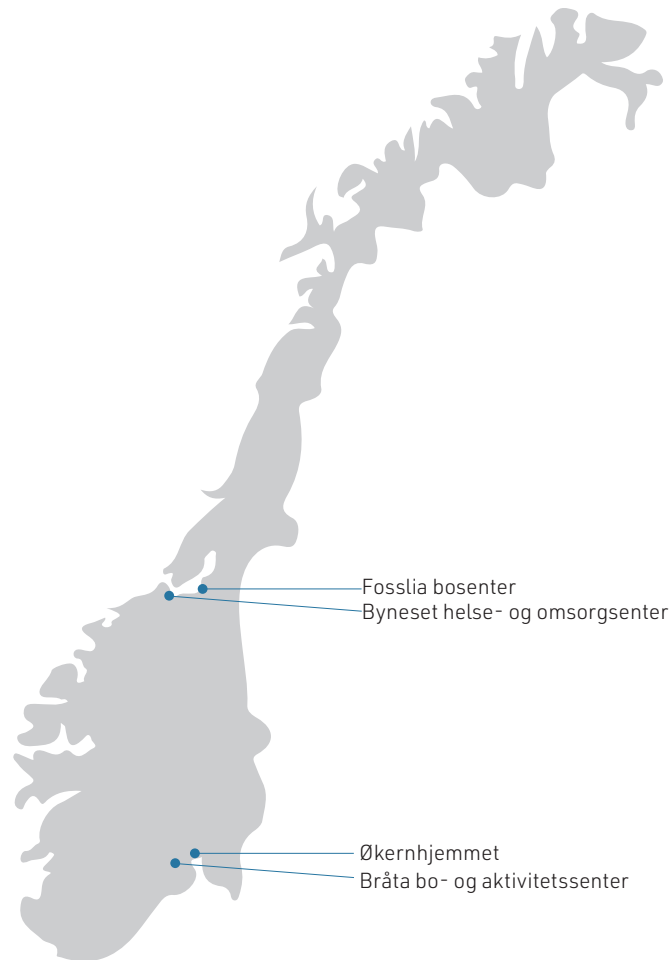 Fosslia bosenter
Byneset helse- og omsorgsenter
Økernhjemmet
Bråta bo- og aktivitetssenter